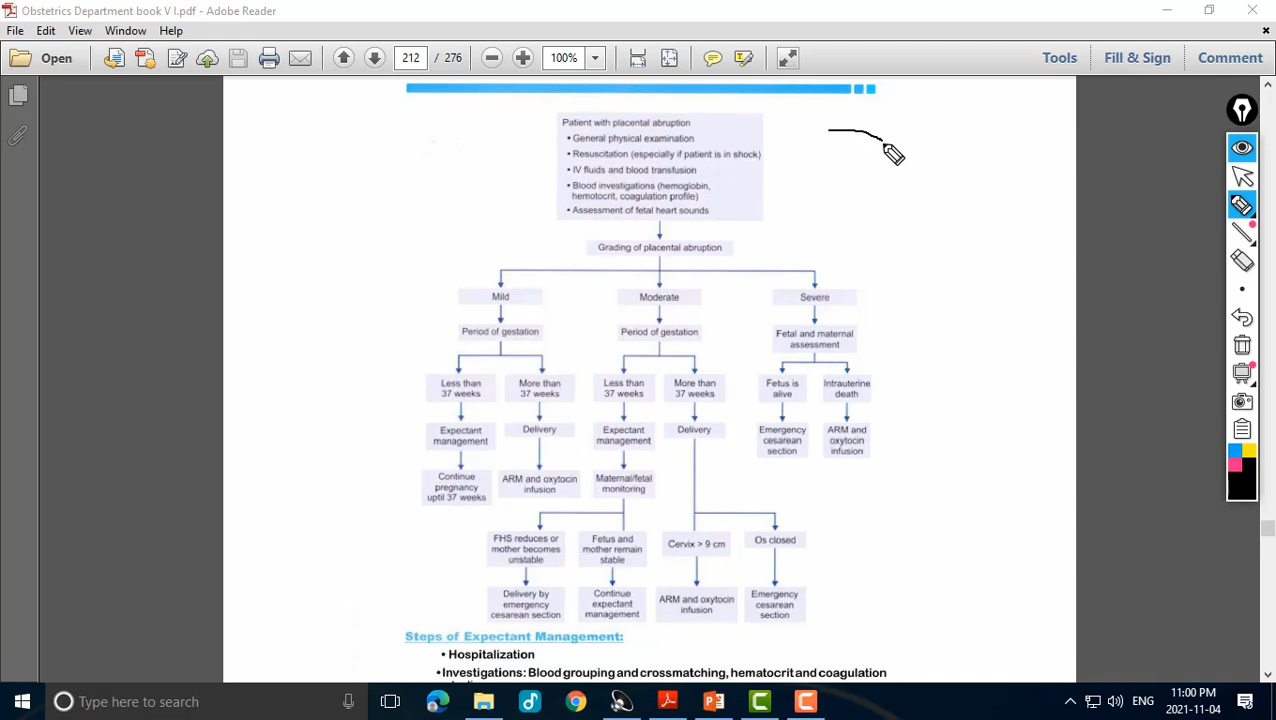 Obstetrics Department book V I.pdf - Adobe Reader
File Edit View Window Help
Open 212 / 276 100% Tools Fill & Sign Comment
Patient with placental abruption
• General physical examination
• Resuscitation (especially if patient is in shock)
• IV fluids and blood transfusion
• Blood investigations (hemoglobin,
hemotocrit, coagulation profile)
• Assessment of fetal heart sounds
Grading of placental abruption
Mild Moderate Severe
Period of gestation Period of gestation Fetal and maternal
assessment
Less than
37 weeks
More than
37 weeks
Less than
37 weeks
More than
37 weeks
Fetus is
alive
Intrauterine
death
Expectant
management
Delivery
Expectant
management
Delivery
Emergency
cesarean
section
ARM and
oxytocin
infusion
Continue
pregnancy
uptil 37 weeks
ARM and oxytocin
infusion
Maternal/fetal
monitoring
FHS reduces or
mother becomes
unstable
Fetus and
mother remain
stable
Cervix > 9 cm
Os closed
Delivery by
emergency
cesarean section
Continue
expectant
management
ARM and oxytocin
infusion
Emergency
cesarean
section
Steps of Expectant Management:
• Hospitalization
• Investigations: Blood grouping and crossmatching, hematocrit and coagulation
Type here to search
ENG
11:00 PM
2021-11-04